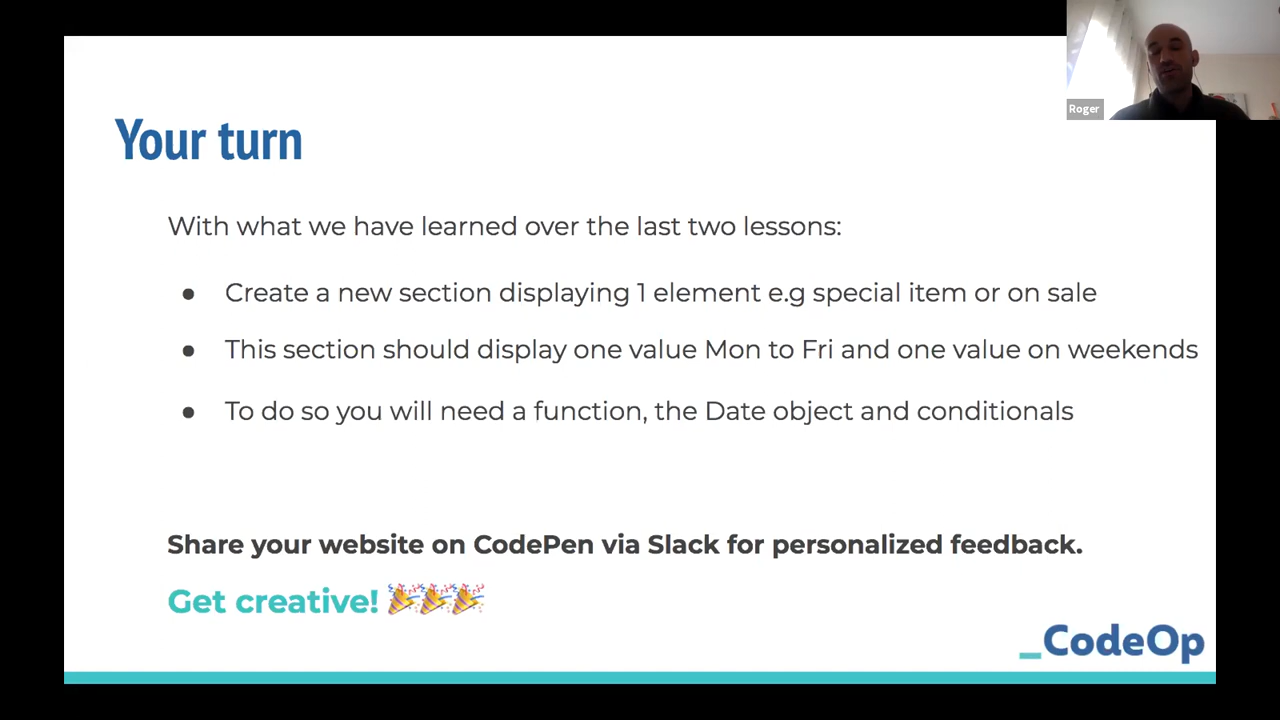 Roger
Your turn
With what we have learned over the last two lessons:
● Create a new section displaying 1 element e.g special item or on sale
● This section should display one value Mon to Fri and one value on weekends
● To do so you will need a function, the Date object and conditionals
Share your website on CodePen via Slack for personalized feedback.
Get creative! 🎉🎉🎉
_CodeOp